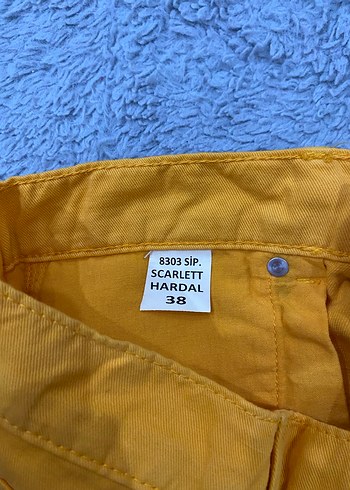 8303 SİP.
SCARLETT
HARDAL
38